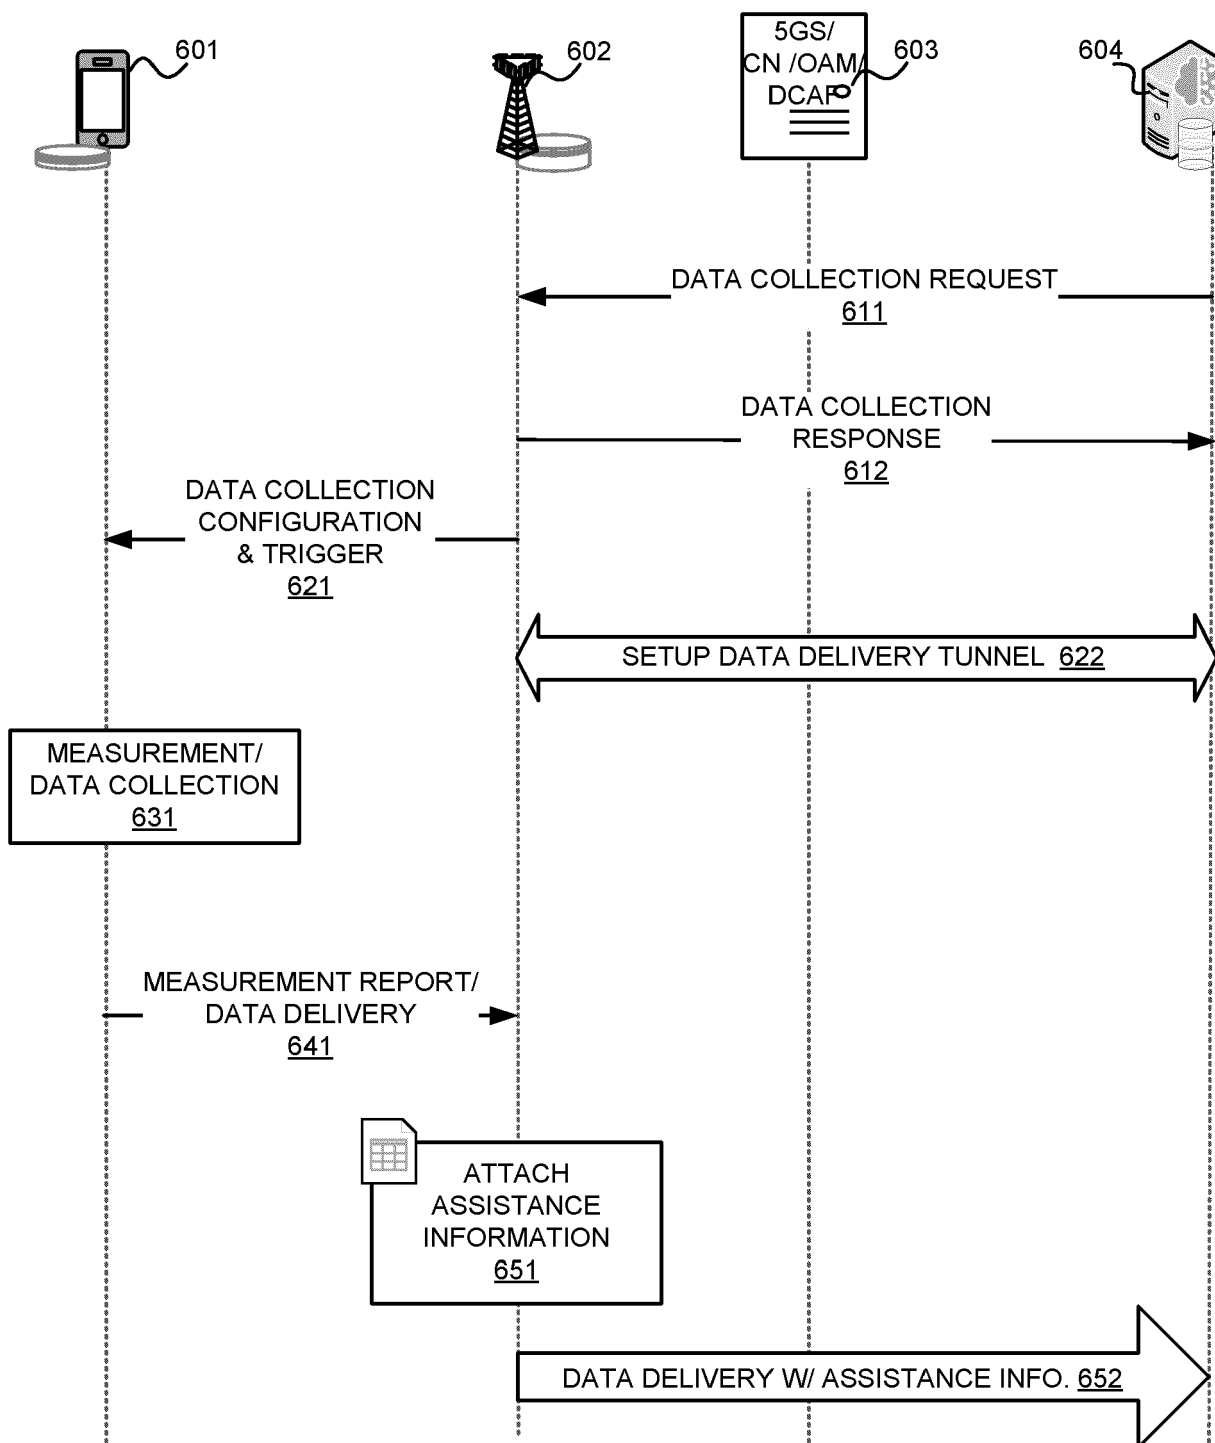 601
602
5GS/
CN /OAM/
DCAF
603
604
DATA COLLECTION REQUEST
611
DATA COLLECTION
RESPONSE
612
DATA COLLECTION
CONFIGURATION
& TRIGGER
621
SETUP DATA DELIVERY TUNNEL 622
MEASUREMENT/
DATA COLLECTION
631
MEASUREMENT REPORT/
DATA DELIVERY
641
ATTACH
ASSISTANCE
INFORMATION
651
DATA DELIVERY W/ ASSISTANCE INFO. 652